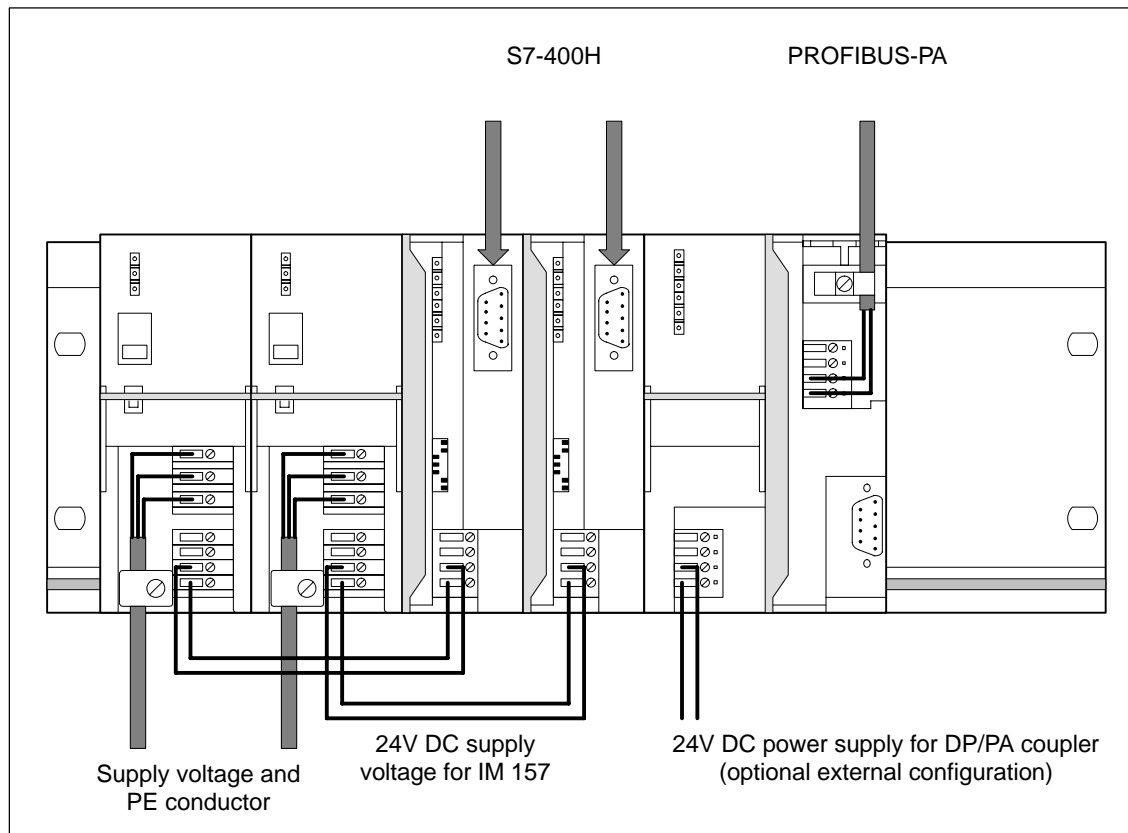 S7-400H
PROFIBUS-PA
Supply voltage and
PE conductor
24V DC supply
voltage for IM 157
24V DC power supply for DP/PA coupler
(optional external configuration)